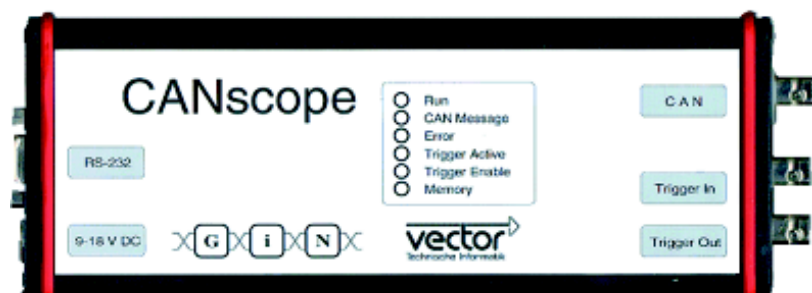 CANscope
Run
CAN Message
Error
Trigger Active
Trigger Enable
Memory
CAN
RS-232
Trigger In
9-18 V DC
G i N
vector
Technische Informatik
Trigger Out